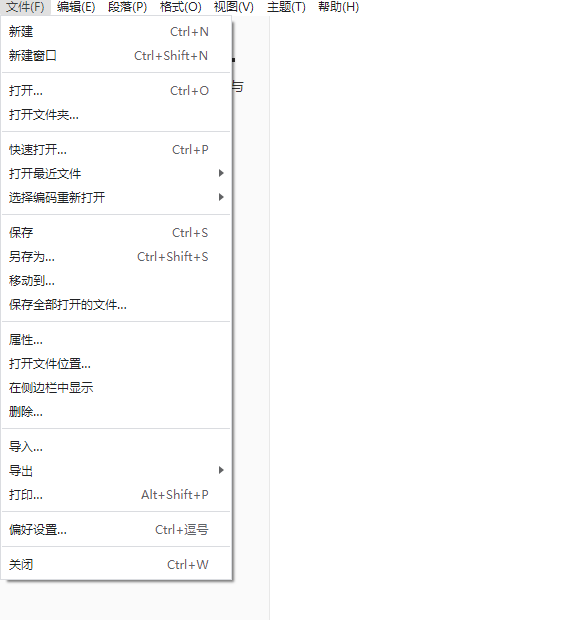 文件(F) 编辑(E) 段落(P) 格式(O) 视图(V) 主题(T) 帮助(H)
新建 Ctrl+N
新建窗口 Ctrl+Shift+N
打开... Ctrl+O
与
打开文件夹...
快速打开... Ctrl+P
打开最近文件
选择编码重新打开
保存 Ctrl+S
另存为... Ctrl+Shift+S
移动到...
保存全部打开的文件...
属性...
打开文件位置...
在侧边栏中显示
删除...
导入...
导出
打印... Alt+Shift+P
偏好设置... Ctrl+逗号
关闭 Ctrl+W